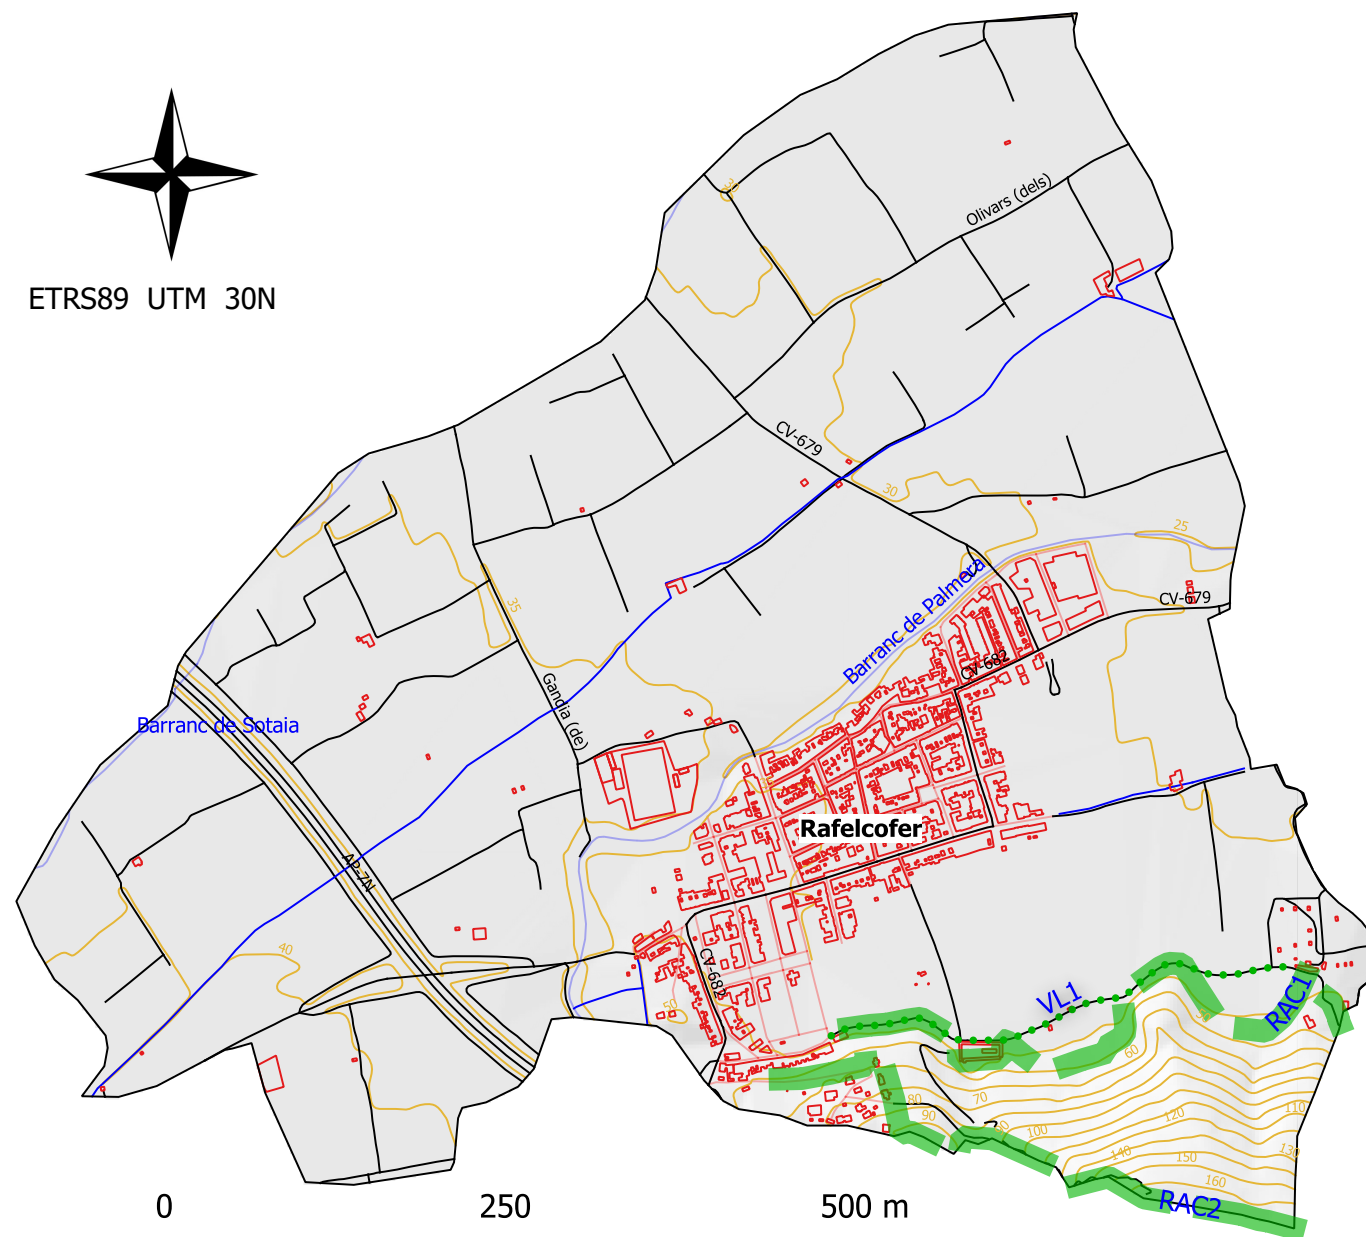 30
Olivars (dels)
ETRS89 UTM 30N
CV-679
30
25
Barranc de Palmera
35
CV-679
CV-682
Gandia (de)
Barranc de Sotaia
Rafelcofer
AP-7N
40
CV-682
50
VL1
RAC1
60
70
80
90
90
100
110
120
130
140
150
160
RAC2
0 250 500 m